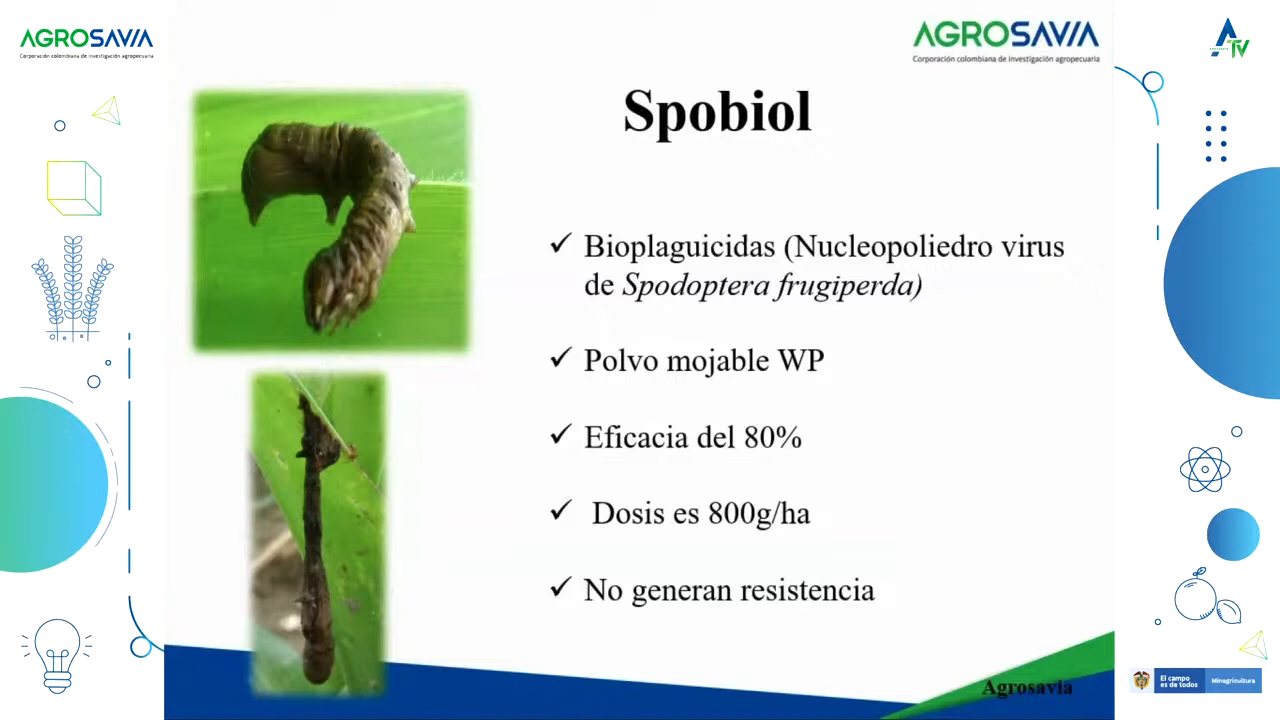 AGROSAVIA
Corporación colombiana de investigación agropecuaria
AGROSAVIA
Corporación colombiana de investigación agropecuaria
ATV
Spobiol
Bioplaguicidas (Nucleopoliedro virus
de Spodoptera frugiperda)
Polvo mojable WP
Eficacia del 80%
Dosis es 800g/ha
No generan resistencia
Agrosavia
El campo
es de todos
Minagricultura